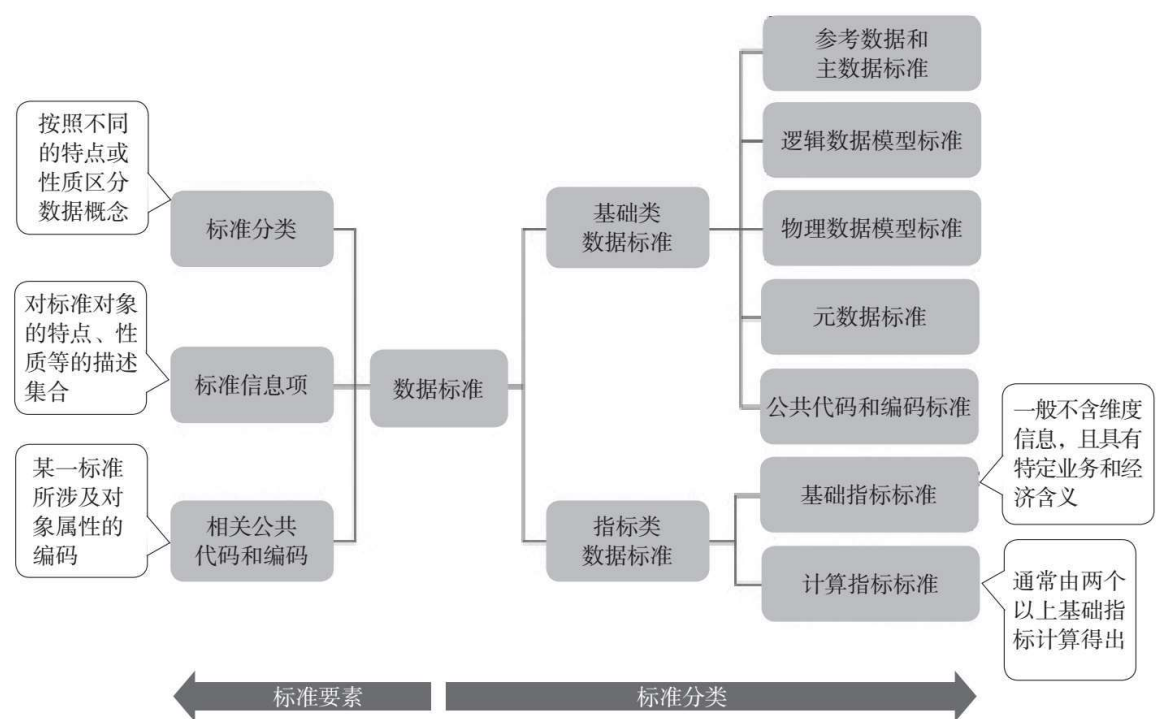 按照不同
的特点或
性质区分
数据概念
标准分类
对标准对象
的特点、性
质等的描述
集合
标准信息项
某一标准
所涉及对
象属性的
编码
相关公共
代码和编码
数据标准
基础类
数据标准
指标类
数据标准
参考数据和
主数据标准
逻辑数据模型标准
物理数据模型标准
元数据标准
公共代码和编码标准
一般不含维度
信息，且具有
特定业务和经
济含义
基础指标标准
计算指标标准
通常由两个
以上基础指
标计算得出
标准要素
标准分类